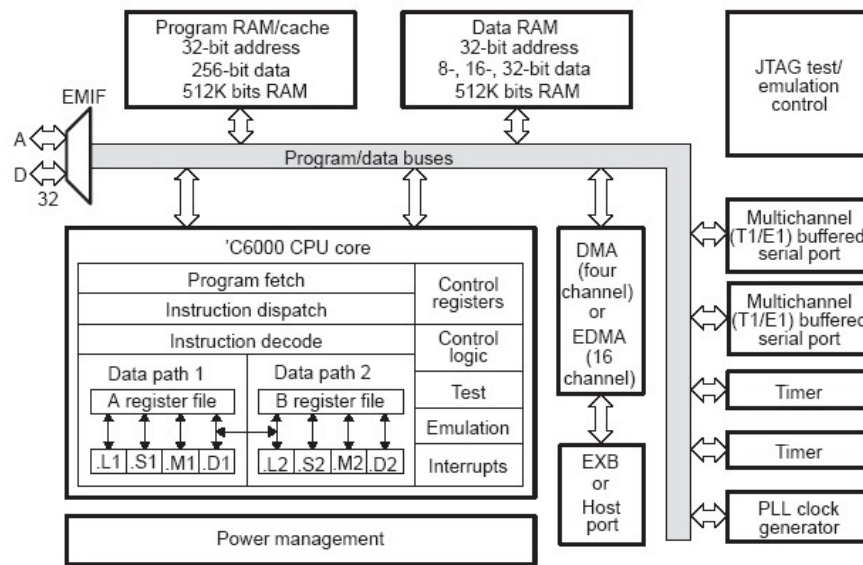 Program RAM/cache
32-bit address
256-bit data
512K bits RAM
Data RAM
32-bit address
8-, 16-, 32-bit data
512K bits RAM
JTAG test/
emulation
control
EMIF
A
D
32
Program/data buses
'C6000 CPU core
Program fetch
Instruction dispatch
Instruction decode
Control
registers
Control
logic
Test
Emulation
Interrupts
Data path 1
A register file
.L1 .S1 .M1 .D1
Data path 2
B register file
.L2 .S2 .M2 .D2
Power management
DMA
(four
channel)
or
EDMA
(16
channel)
EXB
or
Host
port
Multichannel
(T1/E1) buffered
serial port
Multichannel
(T1/E1) buffered
serial port
Timer
Timer
PLL clock
generator